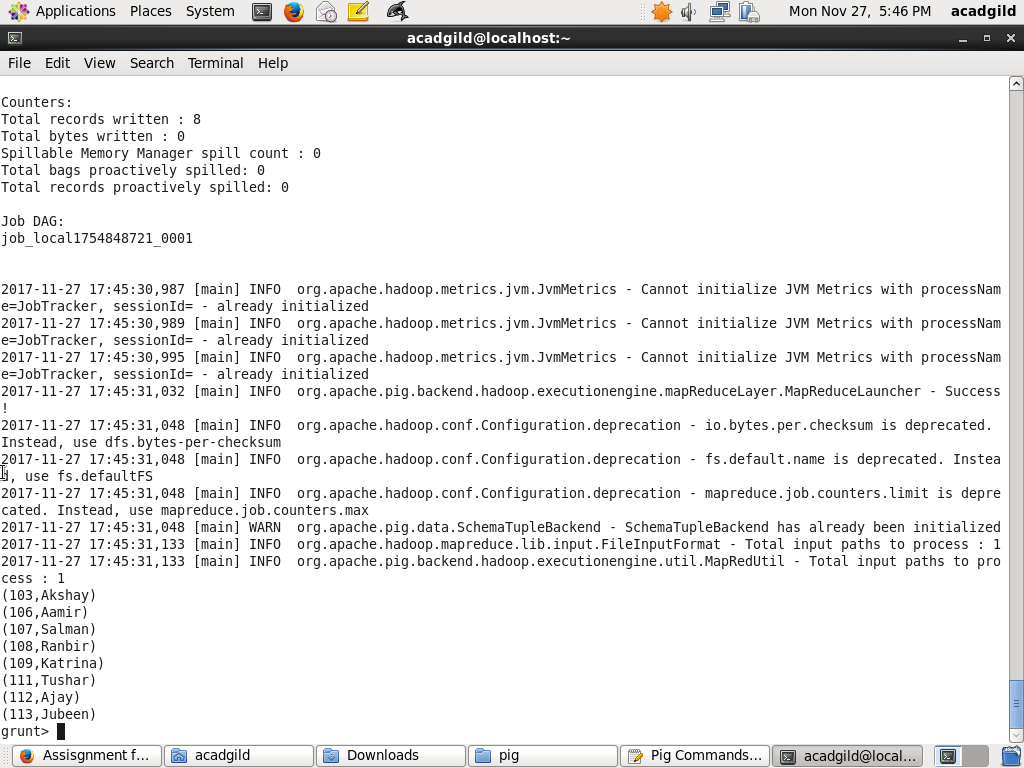 Applications Places System Mon Nov 27, 5:46 PM acadgild
acadgild@localhost:~
File Edit View Search Terminal Help
Counters:
Total records written : 8
Total bytes written : 0
Spillable Memory Manager spill count : 0
Total bags proactively spilled: 0
Total records proactively spilled: 0
Job DAG:
job_local1754848721_0001
2017-11-27 17:45:30,987 [main] INFO  org.apache.hadoop.metrics.jvm.JvmMetrics - Cannot initialize JVM Metrics with processNam
e=JobTracker, sessionId= - already initialized
2017-11-27 17:45:30,989 [main] INFO  org.apache.hadoop.metrics.jvm.JvmMetrics - Cannot initialize JVM Metrics with processNam
e=JobTracker, sessionId= - already initialized
2017-11-27 17:45:30,995 [main] INFO  org.apache.hadoop.metrics.jvm.JvmMetrics - Cannot initialize JVM Metrics with processNam
e=JobTracker, sessionId= - already initialized
2017-11-27 17:45:31,032 [main] INFO  org.apache.pig.backend.hadoop.executionengine.mapReduceLayer.MapReduceLauncher - Success
!
2017-11-27 17:45:31,048 [main] INFO  org.apache.hadoop.conf.Configuration.deprecation - io.bytes.per.checksum is deprecated.
Instead, use dfs.bytes-per-checksum
2017-11-27 17:45:31,048 [main] INFO  org.apache.hadoop.conf.Configuration.deprecation - fs.default.name is deprecated. Instea
d, use fs.defaultFS
2017-11-27 17:45:31,048 [main] INFO  org.apache.hadoop.conf.Configuration.deprecation - mapreduce.job.counters.limit is depre
cated. Instead, use mapreduce.job.counters.max
2017-11-27 17:45:31,048 [main] WARN  org.apache.pig.data.SchemaTupleBackend - SchemaTupleBackend has already been initialized
2017-11-27 17:45:31,133 [main] INFO  org.apache.hadoop.mapreduce.lib.input.FileInputFormat - Total input paths to process : 1
2017-11-27 17:45:31,133 [main] INFO  org.apache.pig.backend.hadoop.executionengine.util.MapRedUtil - Total input paths to pro
cess : 1
(103,Akshay)
(106,Aamir)
(107,Salman)
(108,Ranbir)
(109,Katrina)
(111,Tushar)
(112,Ajay)
(113,Jubeen)
grunt>
Assisgnment f... acadgild Downloads pig Pig Commands... acadgild@local...